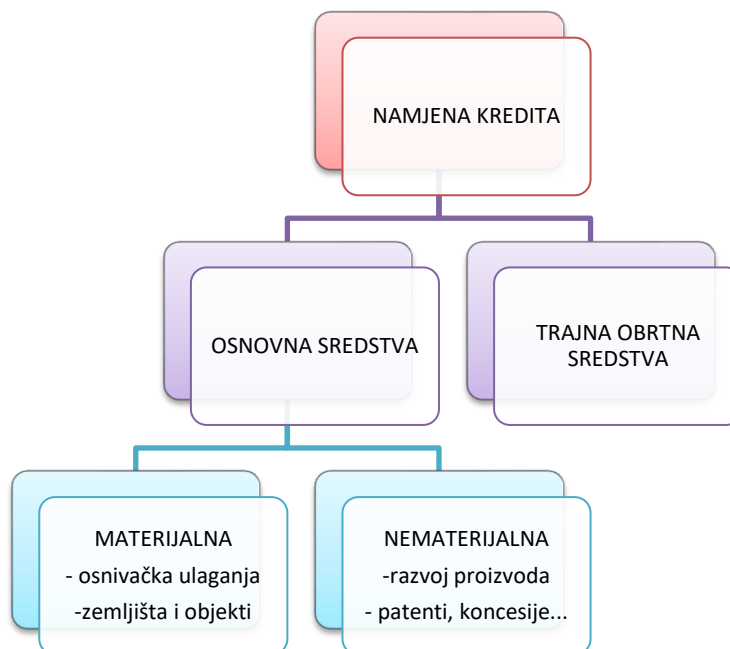 NAMJENA KREDITA
OSNOVNA SREDSTVA
TRAJNA OBRTNA
SREDSTVA
MATERIJALNA
- osnivačka ulaganja
-zemljišta i objekti
NEMATERIJALNA
-razvoj proizvoda
- patenti, koncesije...